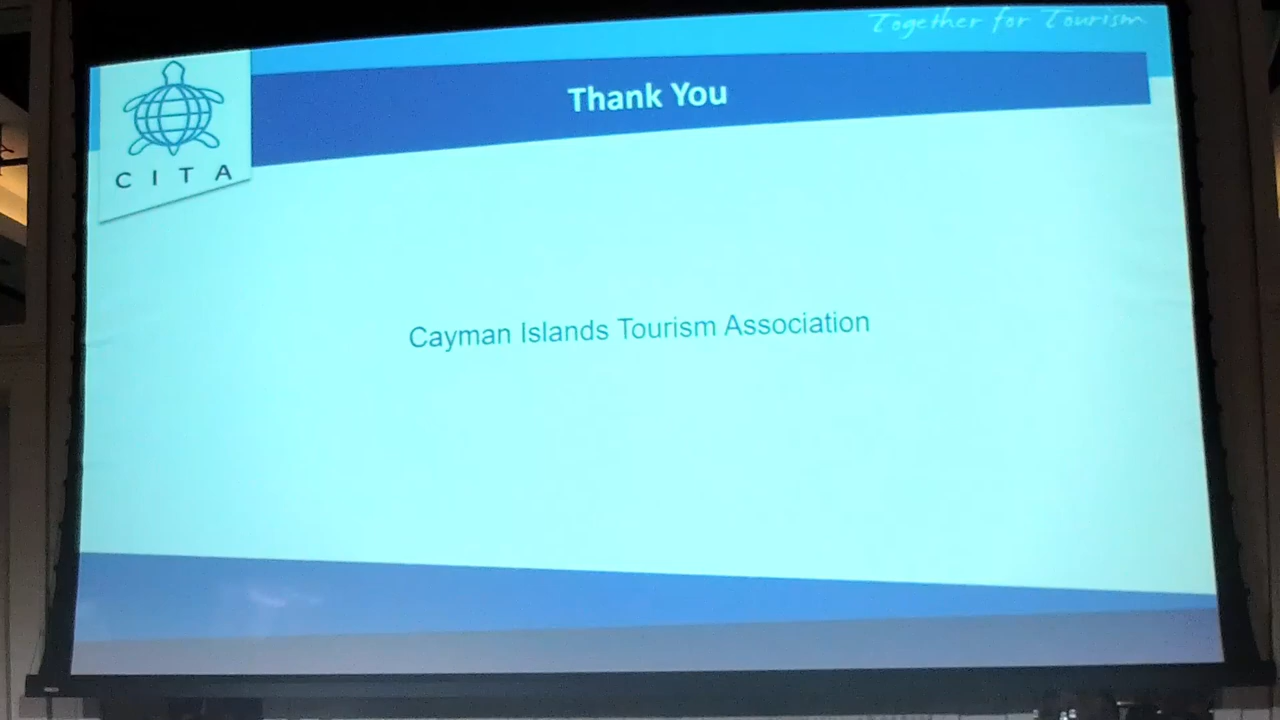 Together for Tourism
Thank You
CITA
Cayman Islands Tourism Association